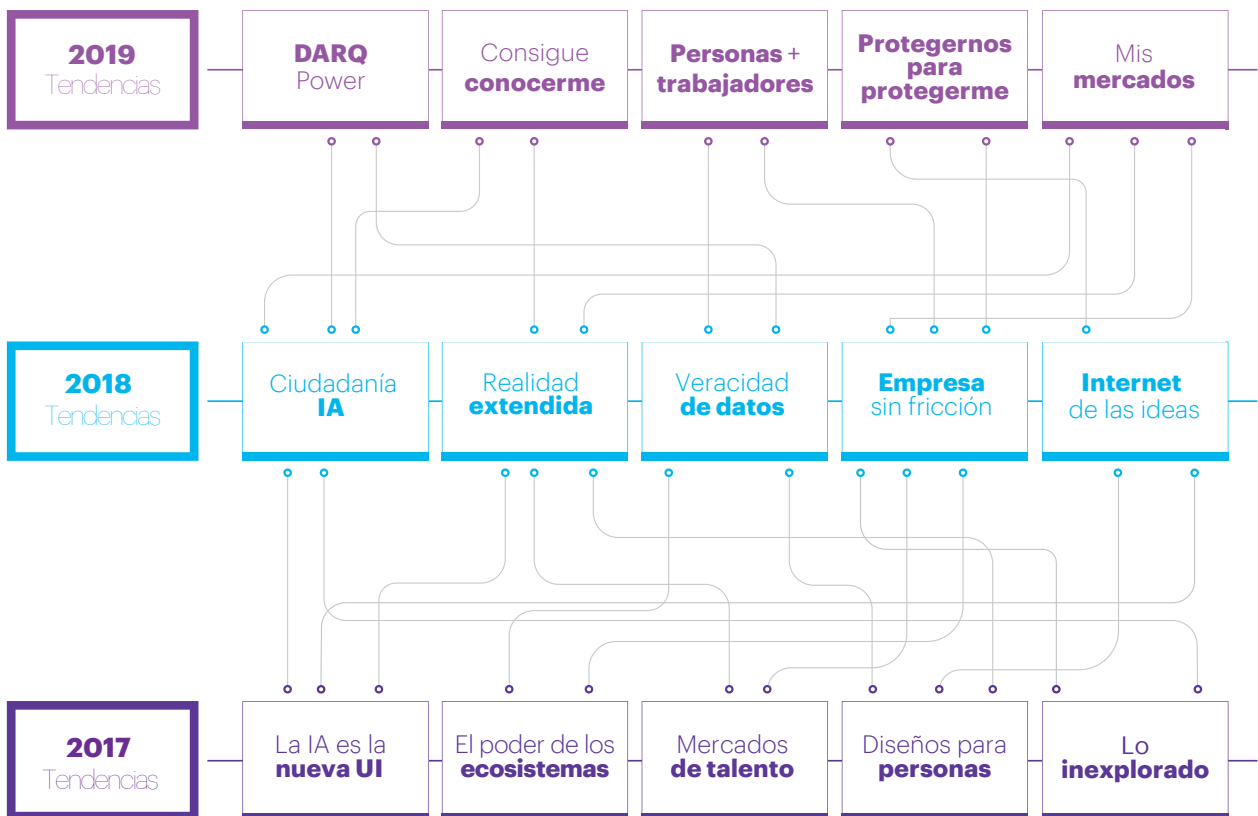 2019
Tendencias
DARQ
Power
Consigue
conocerme
Personas +
trabajadores
Protegernos
para
protegerme
Mis
mercados
2018
Tendencias
Ciudadanía
IA
Realidad
extendida
Veracidad
de datos
Empresa
sin fricción
Internet
de las ideas
2017
Tendencias
La IA es la
nueva UI
El poder de los
ecosistemas
Mercados
de talento
Diseños para
personas
Lo
inexplorado